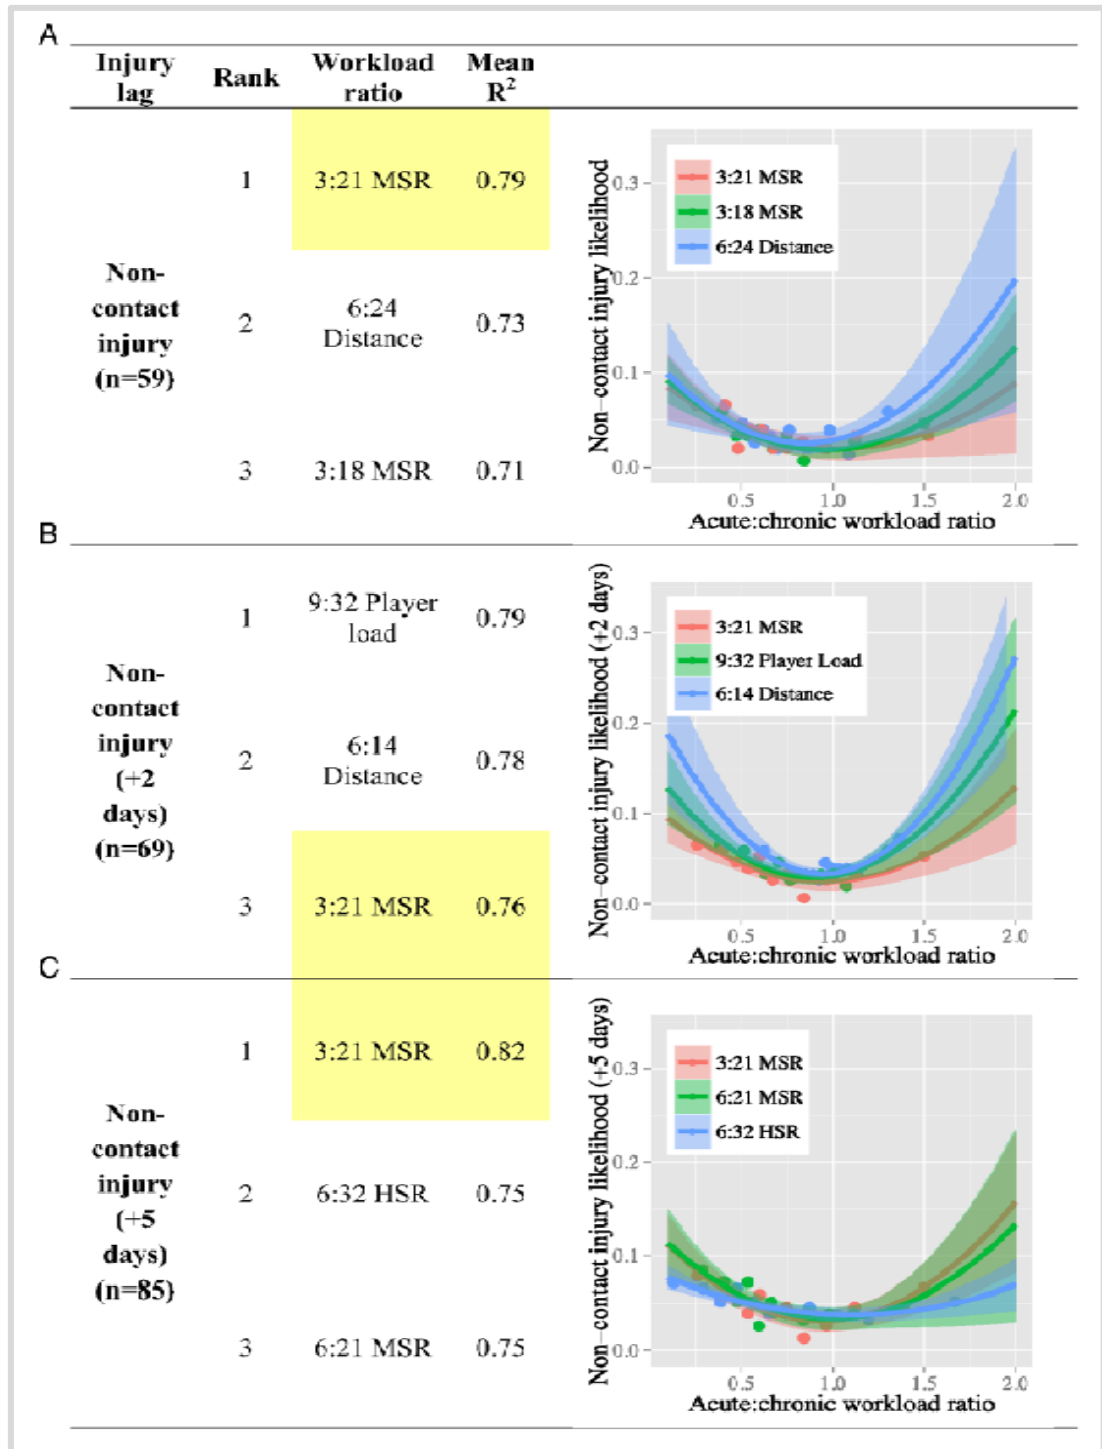 A
Injury lag
Rank
Workload ratio
Mean R²
Non-contact injury (n=59)
1
3:21 MSR
0.79
2
6:24 Distance
0.73
3
3:18 MSR
0.71
Non−contact injury likelihood
3:21 MSR
3:18 MSR
6:24 Distance
0.3
0.2
0.1
0.0
0.5 1.0 1.5 2.0
Acute:chronic workload ratio
B
Non-contact injury (+2 days) (n=69)
1
9:32 Player load
0.79
2
6:14 Distance
0.78
3
3:21 MSR
0.76
Non−contact injury likelihood (+2 days)
3:21 MSR
9:32 Player Load
6:14 Distance
0.3
0.2
0.1
0.0
0.5 1.0 1.5 2.0
Acute:chronic workload ratio
C
Non-contact injury (+5 days) (n=85)
1
3:21 MSR
0.82
2
6:32 HSR
0.75
3
6:21 MSR
0.75
Non−contact injury likelihood (+5 days)
3:21 MSR
6:21 MSR
6:32 HSR
0.3
0.2
0.1
0.0
0.5 1.0 1.5 2.0
Acute:chronic workload ratio